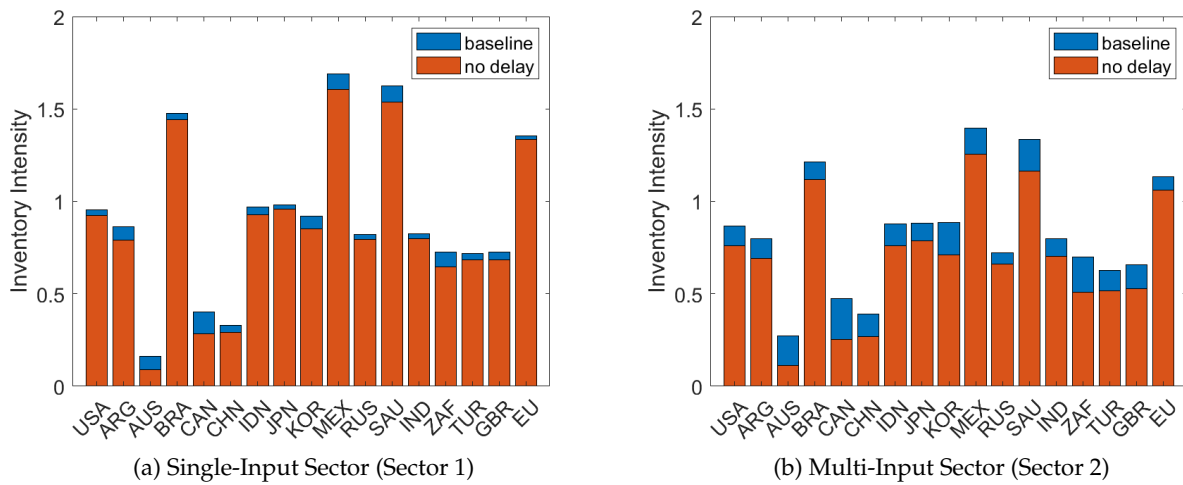 2
1.5
1
0.5
0
Inventory Intensity
baseline
no delay
USA
ARG
AUS
BRA
CAN
CHN
IDN
JPN
KOR
MEX
RUS
SAU
IND
ZAF
TUR
GBR
EU
(a) Single-Input Sector (Sector 1)
2
1.5
1
0.5
0
Inventory Intensity
baseline
no delay
USA
ARG
AUS
BRA
CAN
CHN
IDN
JPN
KOR
MEX
RUS
SAU
IND
ZAF
TUR
GBR
EU
(b) Multi-Input Sector (Sector 2)